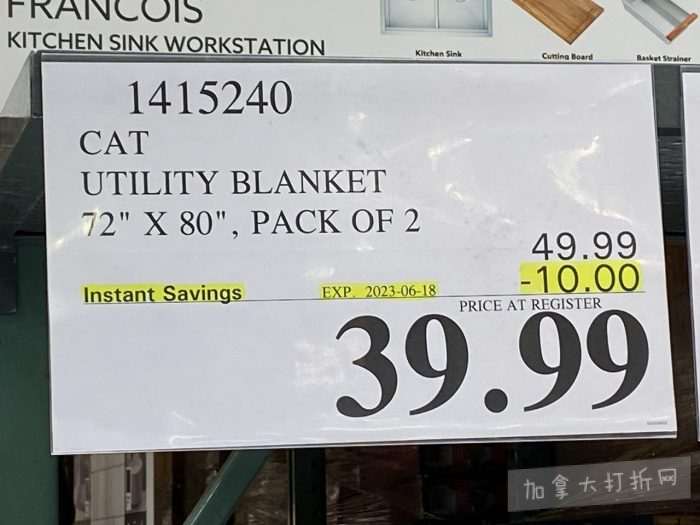 FRANCOIS
KITCHEN SINK WORKSTATION
Kitchen Sink
Cutting Board
Basket Strainer
1415240
CAT
UTILITY BLANKET
72" X 80", PACK OF 2
49.99
Instant Savings EXP. 2023-06-18 -10.00
PRICE AT REGISTER
39.99
加拿大打折网